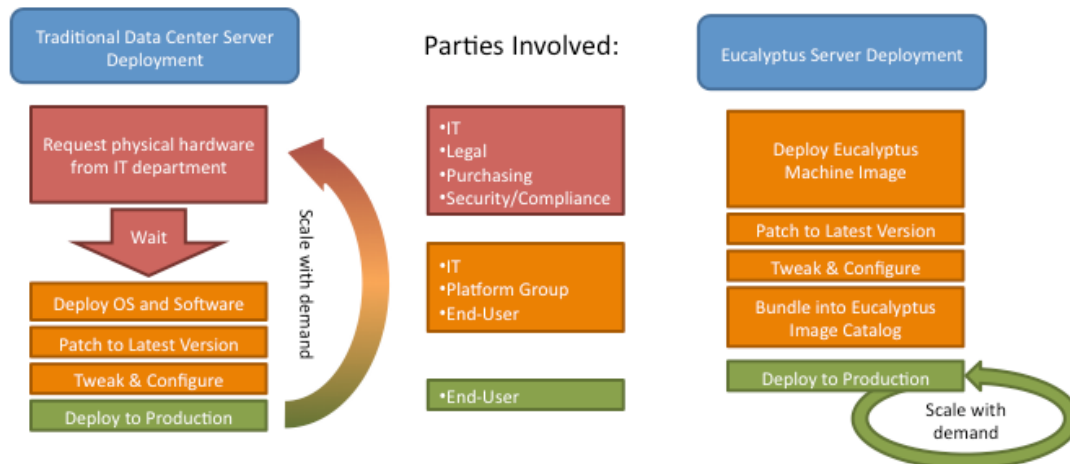 Traditional Data Center Server
Deployment
Request physical hardware
from IT department
Wait
Deploy OS and Software
Patch to Latest Version
Tweak & Configure
Deploy to Production
Scale with demand
Parties Involved:
•IT
•Legal
•Purchasing
•Security/Compliance
•IT
•Platform Group
•End-User
•End-User
Eucalyptus Server Deployment
Deploy Eucalyptus
Machine Image
Patch to Latest Version
Tweak & Configure
Bundle into Eucalyptus
Image Catalog
Deploy to Production
Scale with
demand